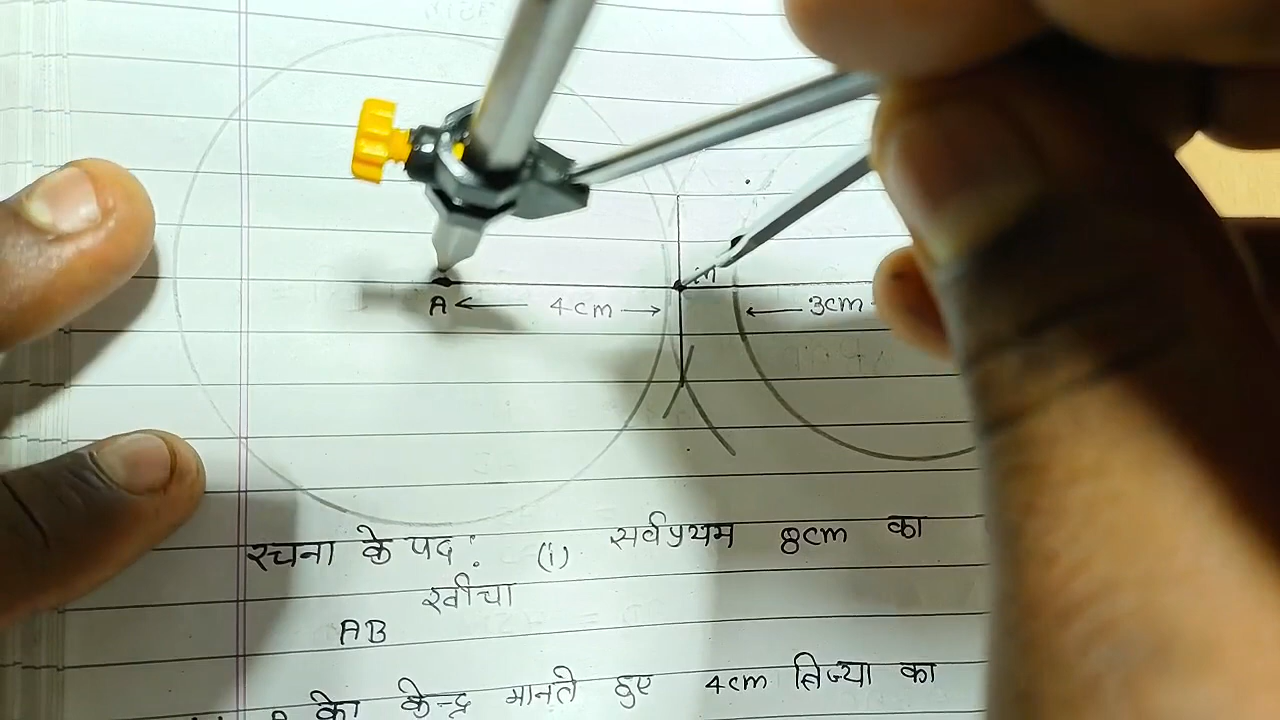 A ← 4cm → M ← 3cm
रचना के पद : (i) सर्वप्रथम 8cm का
खींचा
AB
को केन्द्र मानते हुए 4cm त्रिज्या का